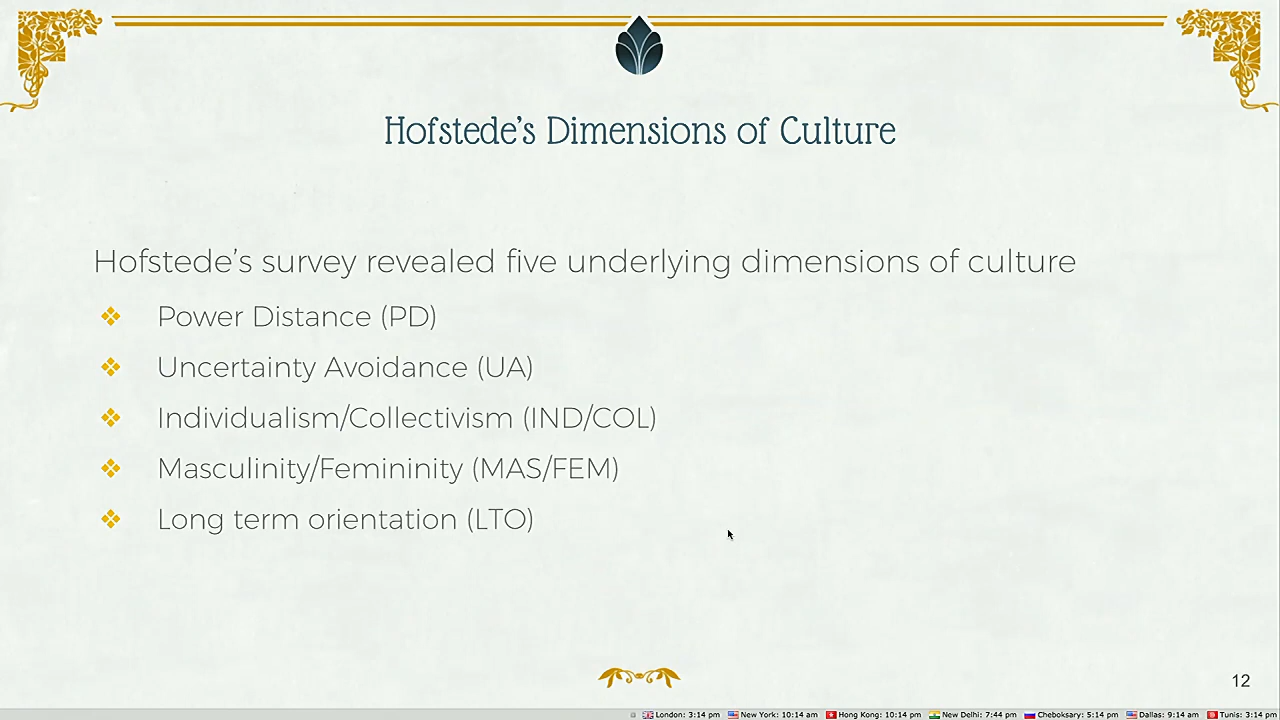 Hofstede's Dimensions of Culture
Hofstede's survey revealed five underlying dimensions of culture
❖ Power Distance (PD)
❖ Uncertainty Avoidance (UA)
❖ Individualism/Collectivism (IND/COL)
❖ Masculinity/Femininity (MAS/FEM)
❖ Long term orientation (LTO)
12
London: 3:14 pm New York: 10:14 am Hong Kong: 10:14 pm New Delhi: 7:44 pm Cheboksary: 5:14 pm Dallas: 9:14 am Tunis: 3:14 pm